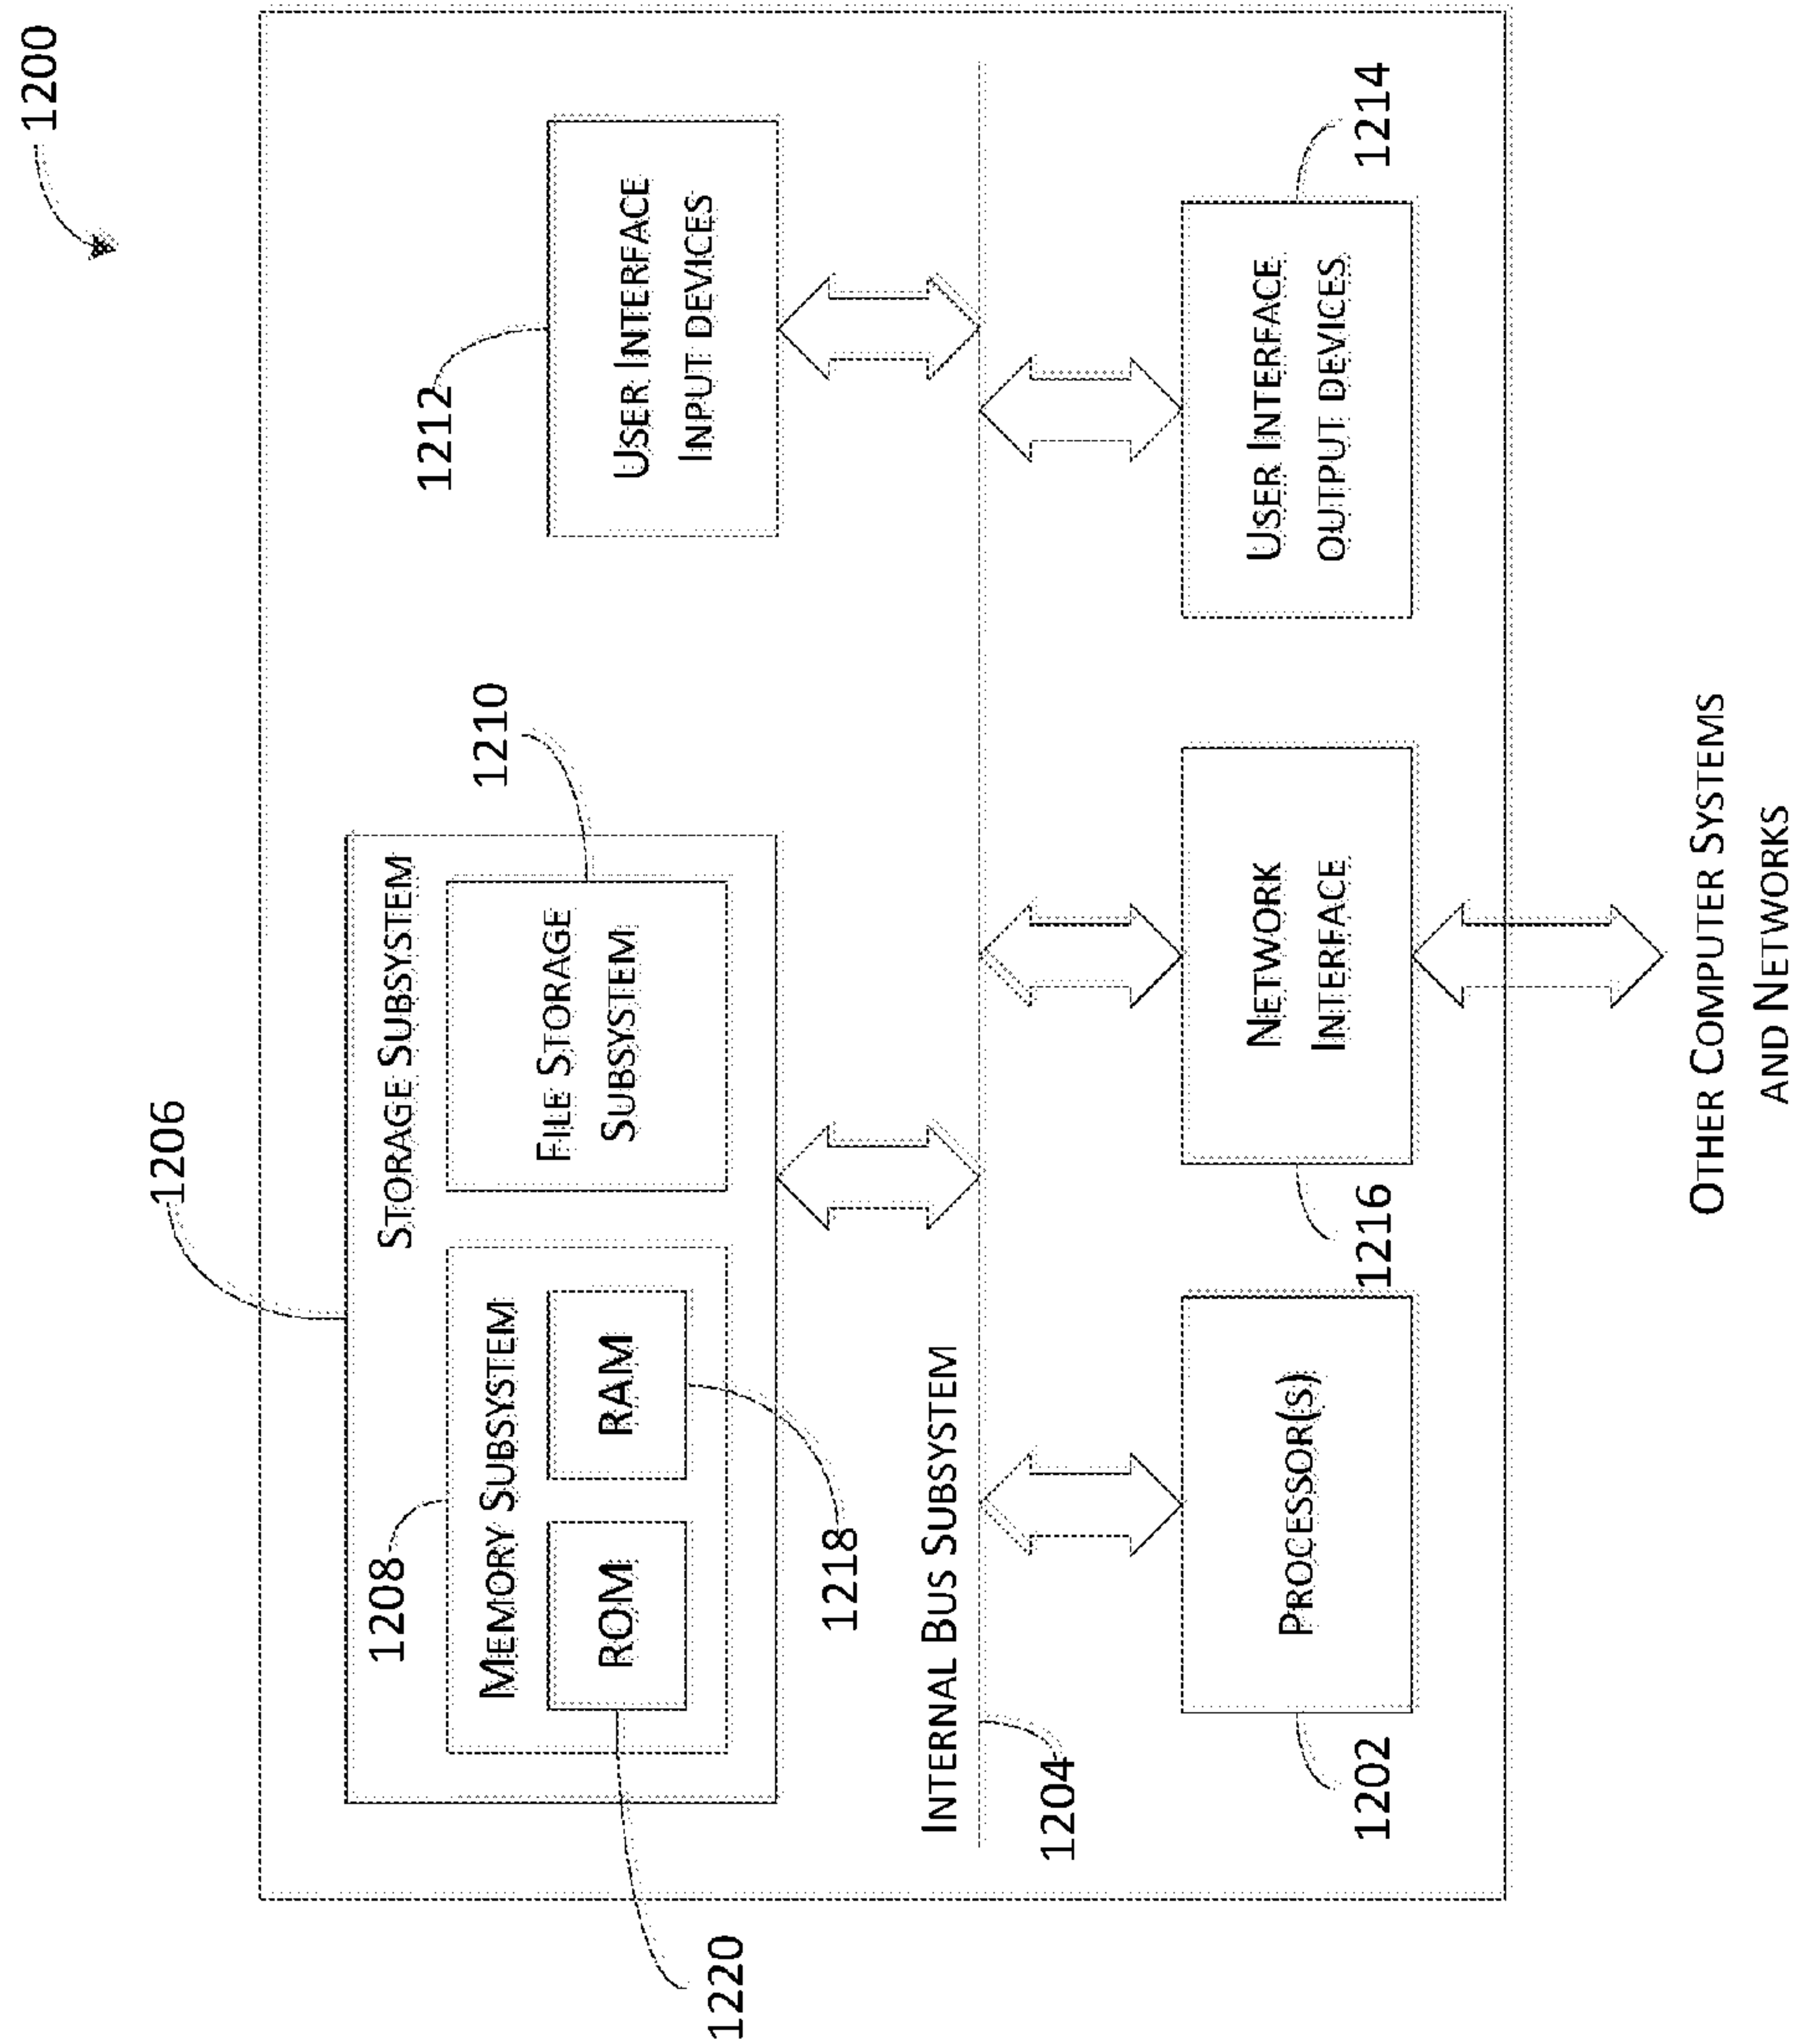 1200
1206
STORAGE SUBSYSTEM
1208
MEMORY SUBSYSTEM
ROM
RAM
1220
1218
FILE STORAGE
SUBSYSTEM
1210
1212
USER INTERFACE
INPUT DEVICES
INTERNAL BUS SUBSYSTEM
1204
PROCESSOR(S)
1202
NETWORK
INTERFACE
1216
USER INTERFACE
OUTPUT DEVICES
1214
OTHER COMPUTER SYSTEMS
AND NETWORKS